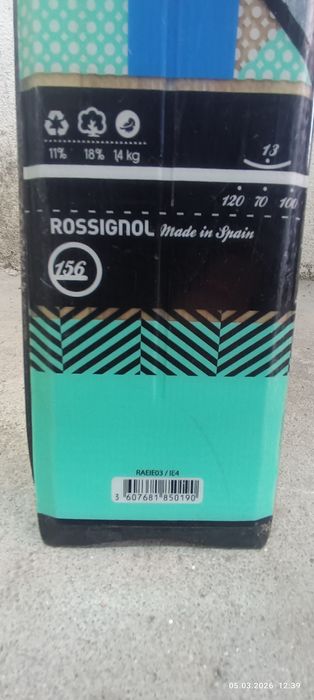 11% 18% 1,4 kg
13
120 70 100
ROSSIGNOL Made in Spain
156
RAEIE03 / IE4
3 607681 850190
05.03.2026 12:39